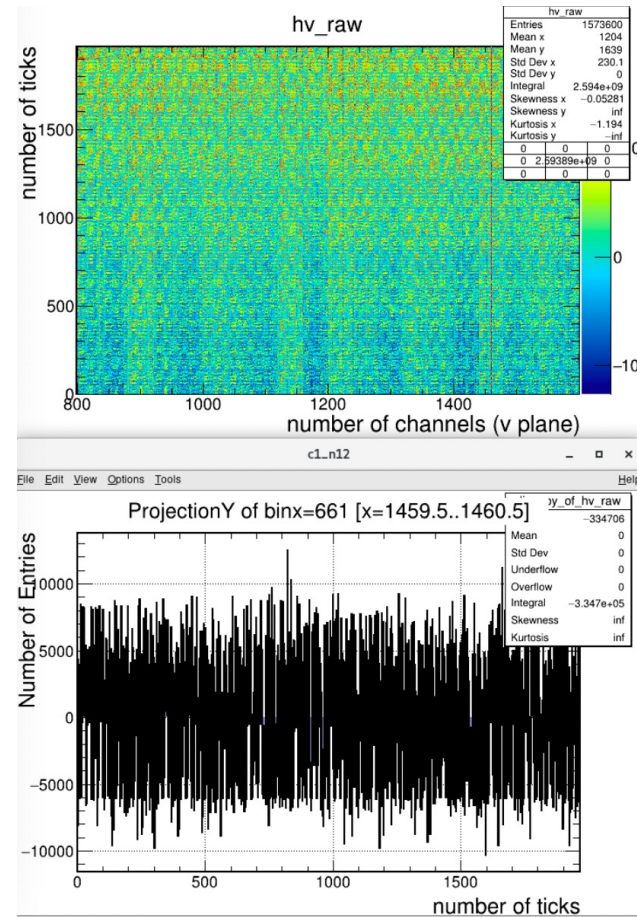 hv_raw
hv_raw
Entries 1573600
Mean x 1204
Mean y 1639
Std Dev x 230.1
Std Dev y 0
Integral 2.594e+09
Skewness x −0.05281
Skewness y inf
Kurtosis x −1.194
Kurtosis y −inf
0 0 0
0 2.59389e+09 0
0 0 0
number of ticks
1500
1000
500
0
800 1000 1200 1400
number of channels (v plane)
0
0
−10
c1_n12
File Edit View Options Tools Help
ProjectionY of binx=661 [x=1459.5..1460.5]
py_of_hv_raw
−334706
Mean 0
Std Dev 0
Underflow 0
Overflow 0
Integral −3.347e+05
Skewness inf
Kurtosis inf
Number of Entries
10000
5000
0
−5000
−10000
0 500 1000 1500
number of ticks